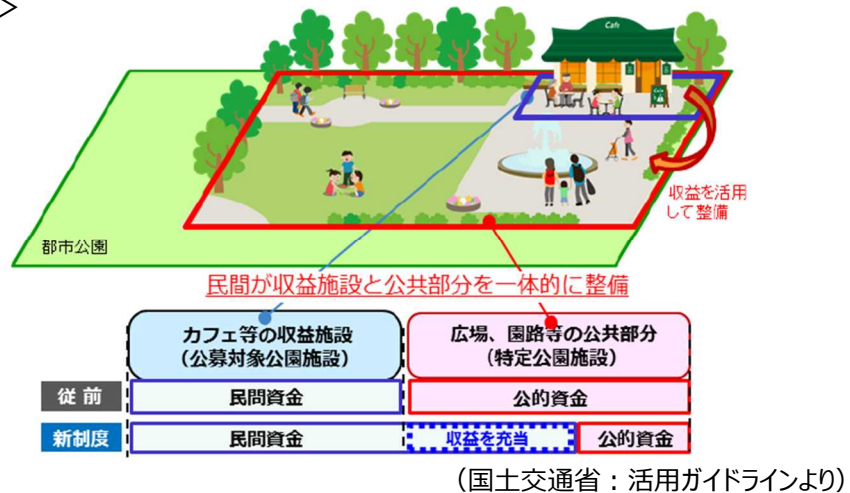 >
Cafe
都市公園
収益を活用
して整備
民間が収益施設と公共部分を一体的に整備
カフェ等の収益施設
（公募対象公園施設）
広場、園路等の公共部分
（特定公園施設）
従 前
民間資金
公的資金
新制度
民間資金
収益を充当
公的資金
（国土交通省：活用ガイドラインより）